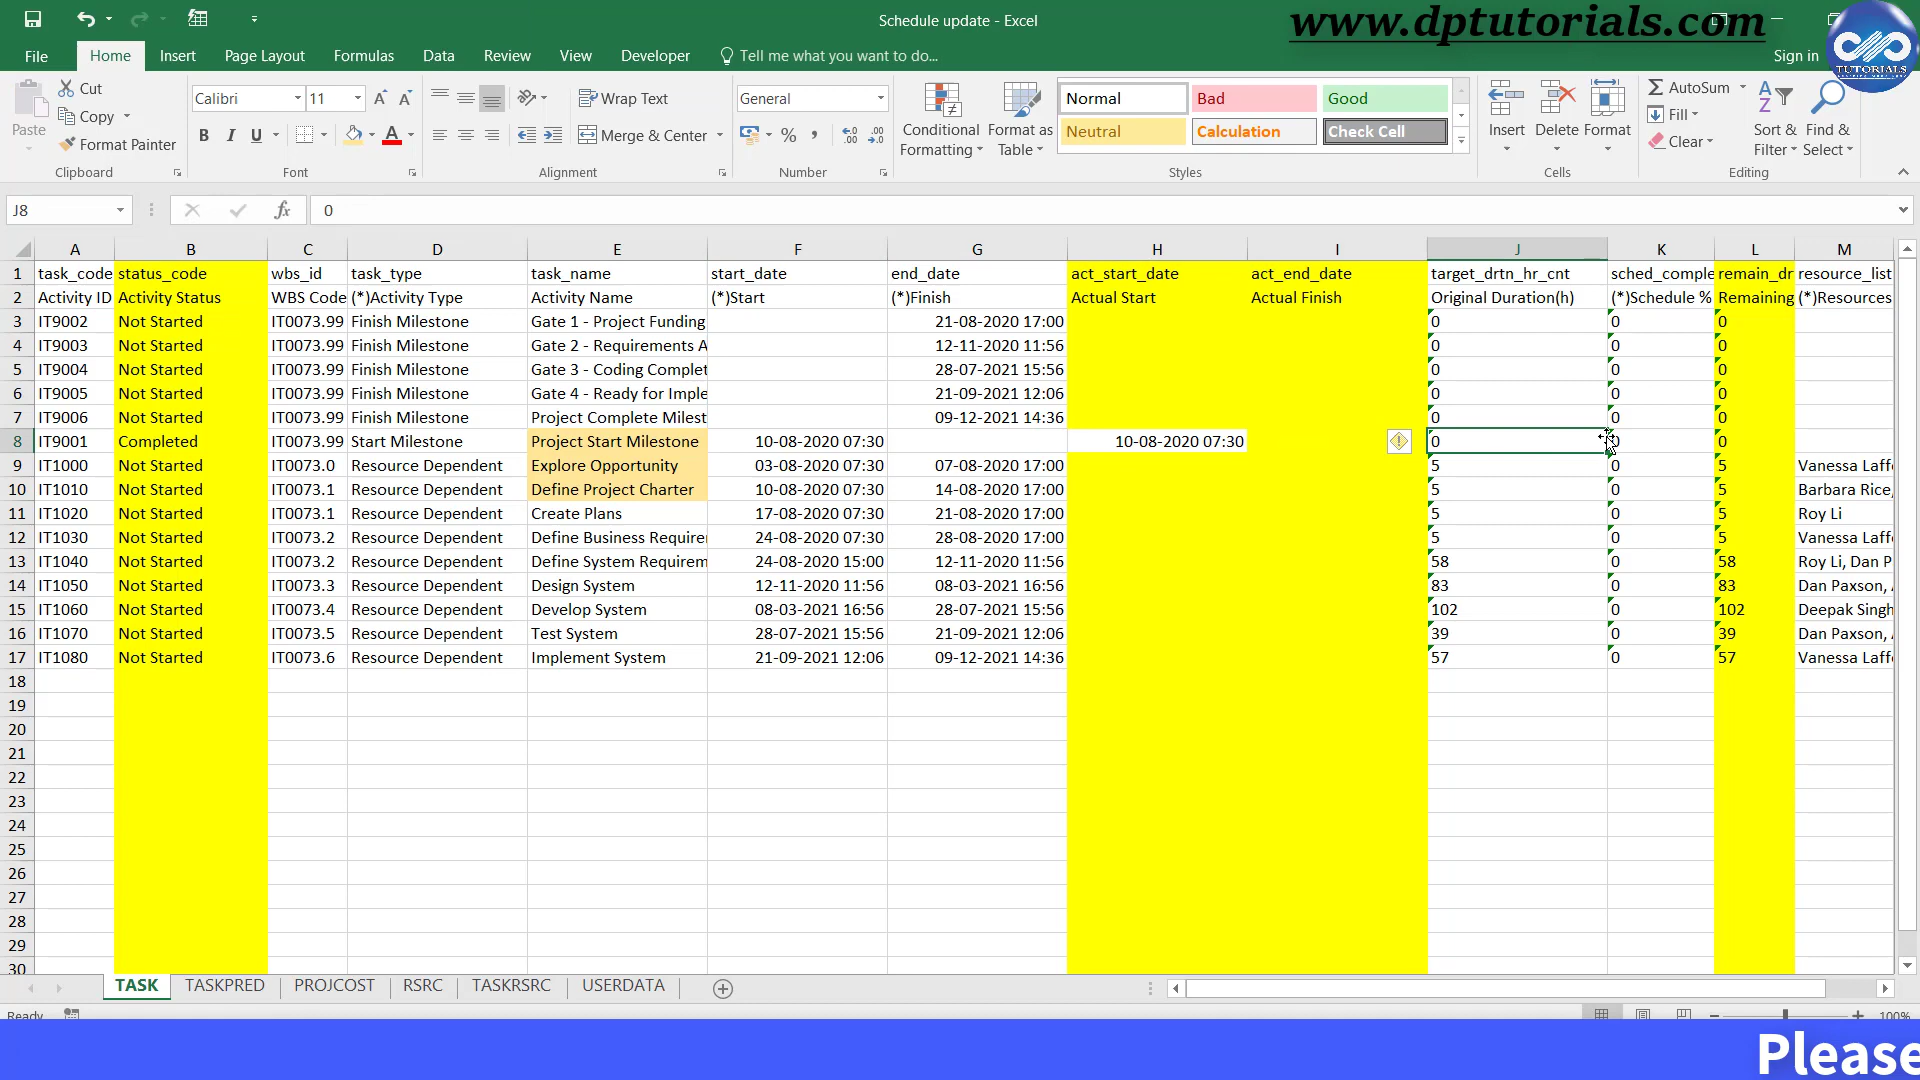 Schedule update - Excel
www.dptutorials.com
TUTORIALS
File Home Insert Page Layout Formulas Data Review View Developer Tell me what you want to do... Sign in
Paste Cut Copy Format Painter Clipboard
Calibri 11 B I U A A A Font
Wrap Text Merge & Center Alignment
General % , Number
Conditional Formatting Format as Table
Normal Bad Good
Neutral Calculation Check Cell
Styles
Insert Delete Format Cells
AutoSum Fill Clear Sort & Filter Find & Select Editing
J8 fx 0
A B C D E F G H I J K L M
1 task_code status_code wbs_id task_type task_name start_date end_date act_start_date act_end_date target_drtn_hr_cnt sched_comple remain_dr resource_list
2 Activity ID Activity Status WBS Code (*)Activity Type Activity Name (*)Start (*)Finish Actual Start Actual Finish Original Duration(h) (*)Schedule % Remaining (*)Resources
3 IT9002 Not Started IT0073.99 Finish Milestone Gate 1 - Project Funding 21-08-2020 17:00 0 0 0
4 IT9003 Not Started IT0073.99 Finish Milestone Gate 2 - Requirements A 12-11-2020 11:56 0 0 0
5 IT9004 Not Started IT0073.99 Finish Milestone Gate 3 - Coding Complet 28-07-2020 15:56 0 0 0
6 IT9005 Not Started IT0073.99 Finish Milestone Gate 4 - Ready for Imple 21-09-2020 12:06 0 0 0
7 IT9006 Not Started IT0073.99 Finish Milestone Project Complete Milest 09-12-2021 14:36 0 0 0
8 IT9001 Completed IT0073.99 Start Milestone Project Start Milestone 10-08-2020 07:30 10-08-2020 07:30 0 0 0
9 IT1000 Not Started IT0073.0 Resource Dependent Explore Opportunity 03-08-2020 07:30 07-08-2020 17:00 5 0 5 Vanessa Laff
10 IT1010 Not Started IT0073.1 Resource Dependent Define Project Charter 10-08-2020 07:30 14-08-2020 17:00 5 0 5 Barbara Rice,
11 IT1020 Not Started IT0073.1 Resource Dependent Create Plans 17-08-2020 07:30 21-08-2020 17:00 5 0 5 Roy Li
12 IT1030 Not Started IT0073.2 Resource Dependent Define Business Require 24-08-2020 07:30 28-08-2020 17:00 5 0 5 Vanessa Laff
13 IT1040 Not Started IT0073.2 Resource Dependent Define System Requirem 24-08-2020 15:00 12-11-2020 11:56 58 0 58 Roy Li, Dan P
14 IT1050 Not Started IT0073.3 Resource Dependent Design System 12-11-2020 11:56 08-03-2021 16:56 83 0 83 Dan Paxson,
15 IT1060 Not Started IT0073.4 Resource Dependent Develop System 08-03-2021 16:56 28-07-2021 15:56 102 0 102 Deepak Singh
16 IT1070 Not Started IT0073.5 Resource Dependent Test System 28-07-2021 15:56 21-09-2021 12:06 39 0 39 Dan Paxson,
17 IT1080 Not Started IT0073.6 Resource Dependent Implement System 21-09-2021 12:06 09-12-2021 14:36 57 0 57 Vanessa Laff
18
19
20
21
22
23
24
25
26
27
28
29
30
TASK TASKPRED PROJCOST RSRC TASKRSRC USERDATA
Ready 100%
Please